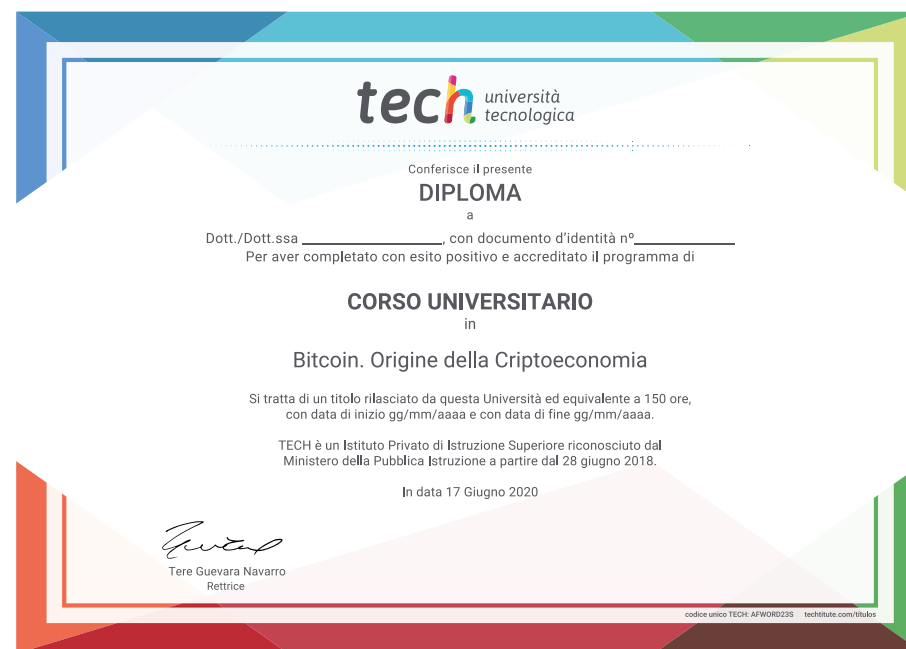 tech università
tecnologica
Conferisce il presente
DIPLOMA
a
Dott./Dott.ssa ____________________, con documento d'identità nº______________
Per aver completato con esito positivo e accreditato il programma di
CORSO UNIVERSITARIO
in
Bitcoin. Origine della Criptoeconomia
Si tratta di un titolo rilasciato da questa Università ed equivalente a 150 ore,
con data di inizio gg/mm/aaaa e con data di fine gg/mm/aaaa.
TECH è un Istituto Privato di Istruzione Superiore riconosciuto dal
Ministero della Pubblica Istruzione a partire dal 28 giugno 2018.
In data 17 Giugno 2020
Tere Guevara Navarro
Rettrice
codice unico TECH: AFWORD23S techtitute.com/titulos